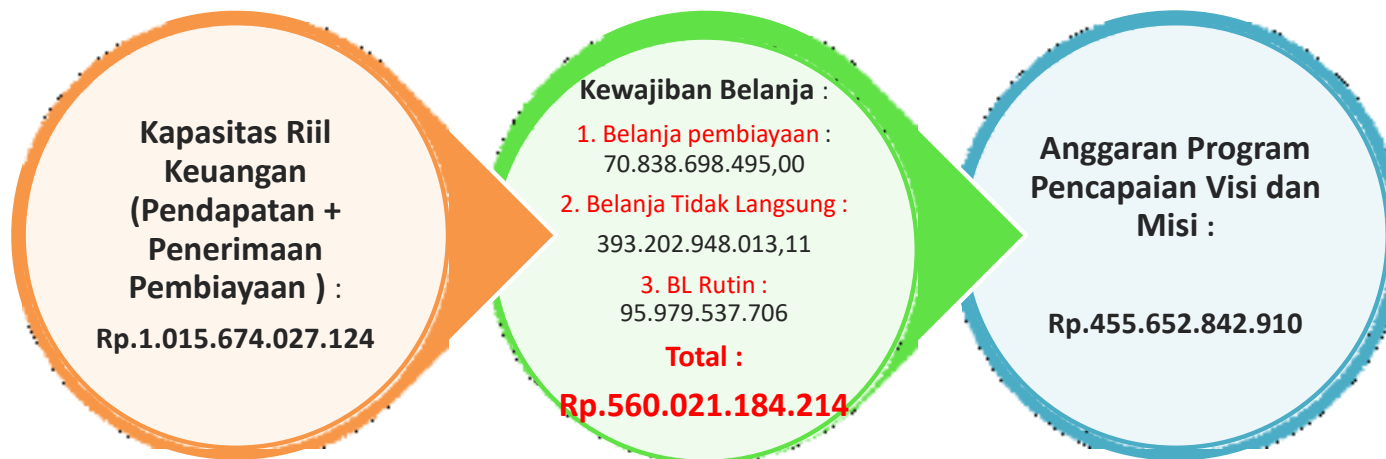 Kapasitas Riil
Keuangan
(Pendapatan +
Penerimaan
Pembiayaan ) :
Rp.1.015.674.027.124
Kewajiban Belanja :
1. Belanja pembiayaan :
70.838.698.495,00
2. Belanja Tidak Langsung :
393.202.948.013,11
3. BL Rutin :
95.979.537.706
Total :
Rp.560.021.184.214
Anggaran Program
Pencapaian Visi dan
Misi :
Rp.455.652.842.910